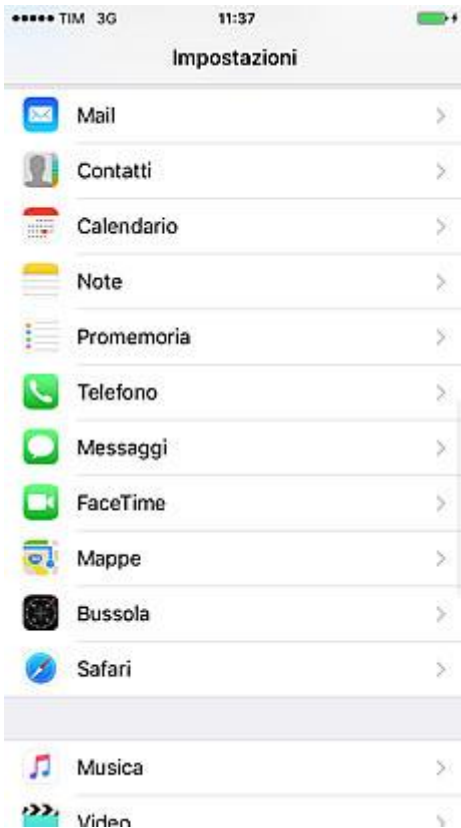 TIM 3G 11:37
Impostazioni
Mail
Contatti
Calendario
Note
Promemoria
Telefono
Messaggi
FaceTime
Mappe
Bussola
Safari
Musica
Video